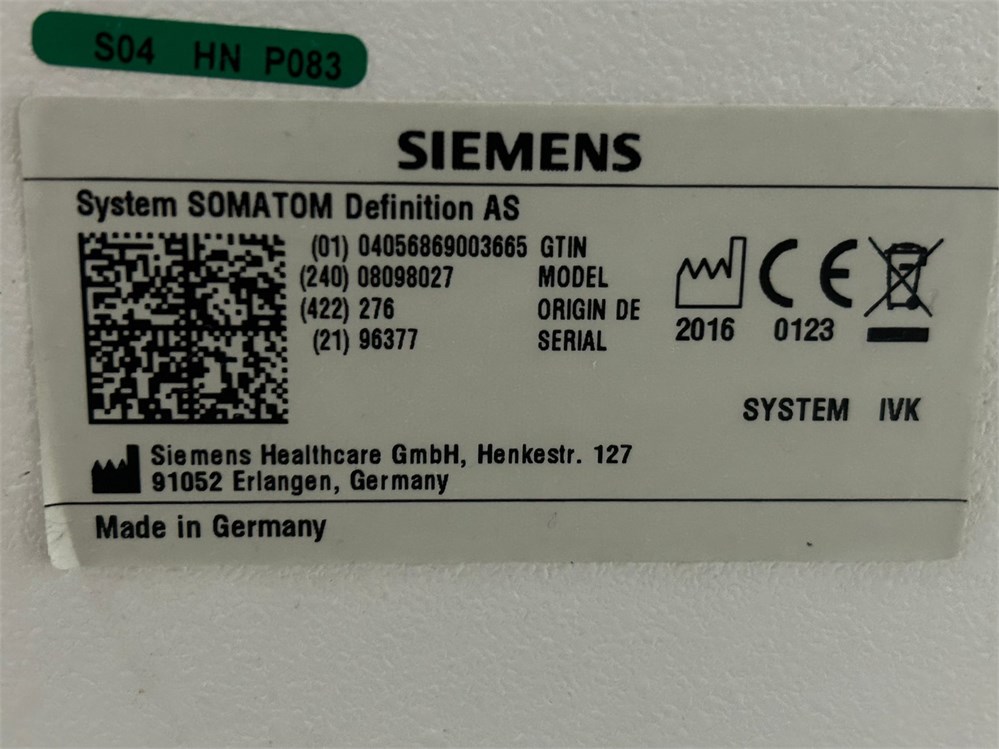 S04 HN P083
SIEMENS
System SOMATOM Definition AS
(01) 04056869003665 GTIN
(240) 08098027 MODEL
(422) 276 ORIGIN DE
(21) 96377 SERIAL
2016 0123
SYSTEM IVK
Siemens Healthcare GmbH, Henkestr. 127
91052 Erlangen, Germany
Made in Germany